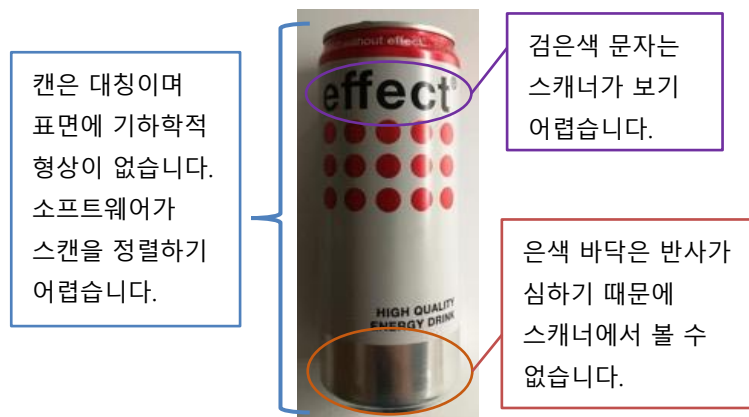 캔은 대칭이며
표면에 기하학적
형상이 없습니다.
소프트웨어가
스캔을 정렬하기
어렵습니다.
without effect
effect®
HIGH QUALITY
ENERGY DRINK
검은색 문자는
스캐너가 보기
어렵습니다.
은색 바닥은 반사가
심하기 때문에
스캐너에서 볼 수
없습니다.